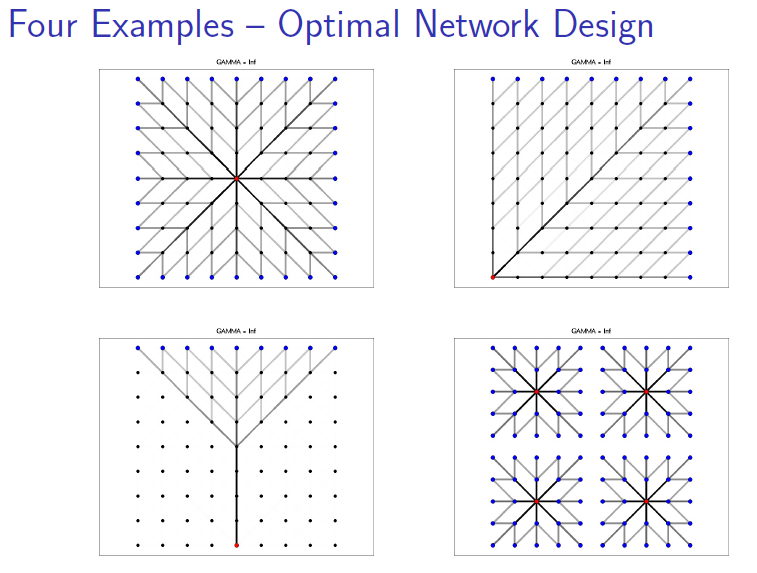 Four Examples – Optimal Network Design
GAMMA = Inf
GAMMA = Inf
GAMMA = Inf
GAMMA = Inf